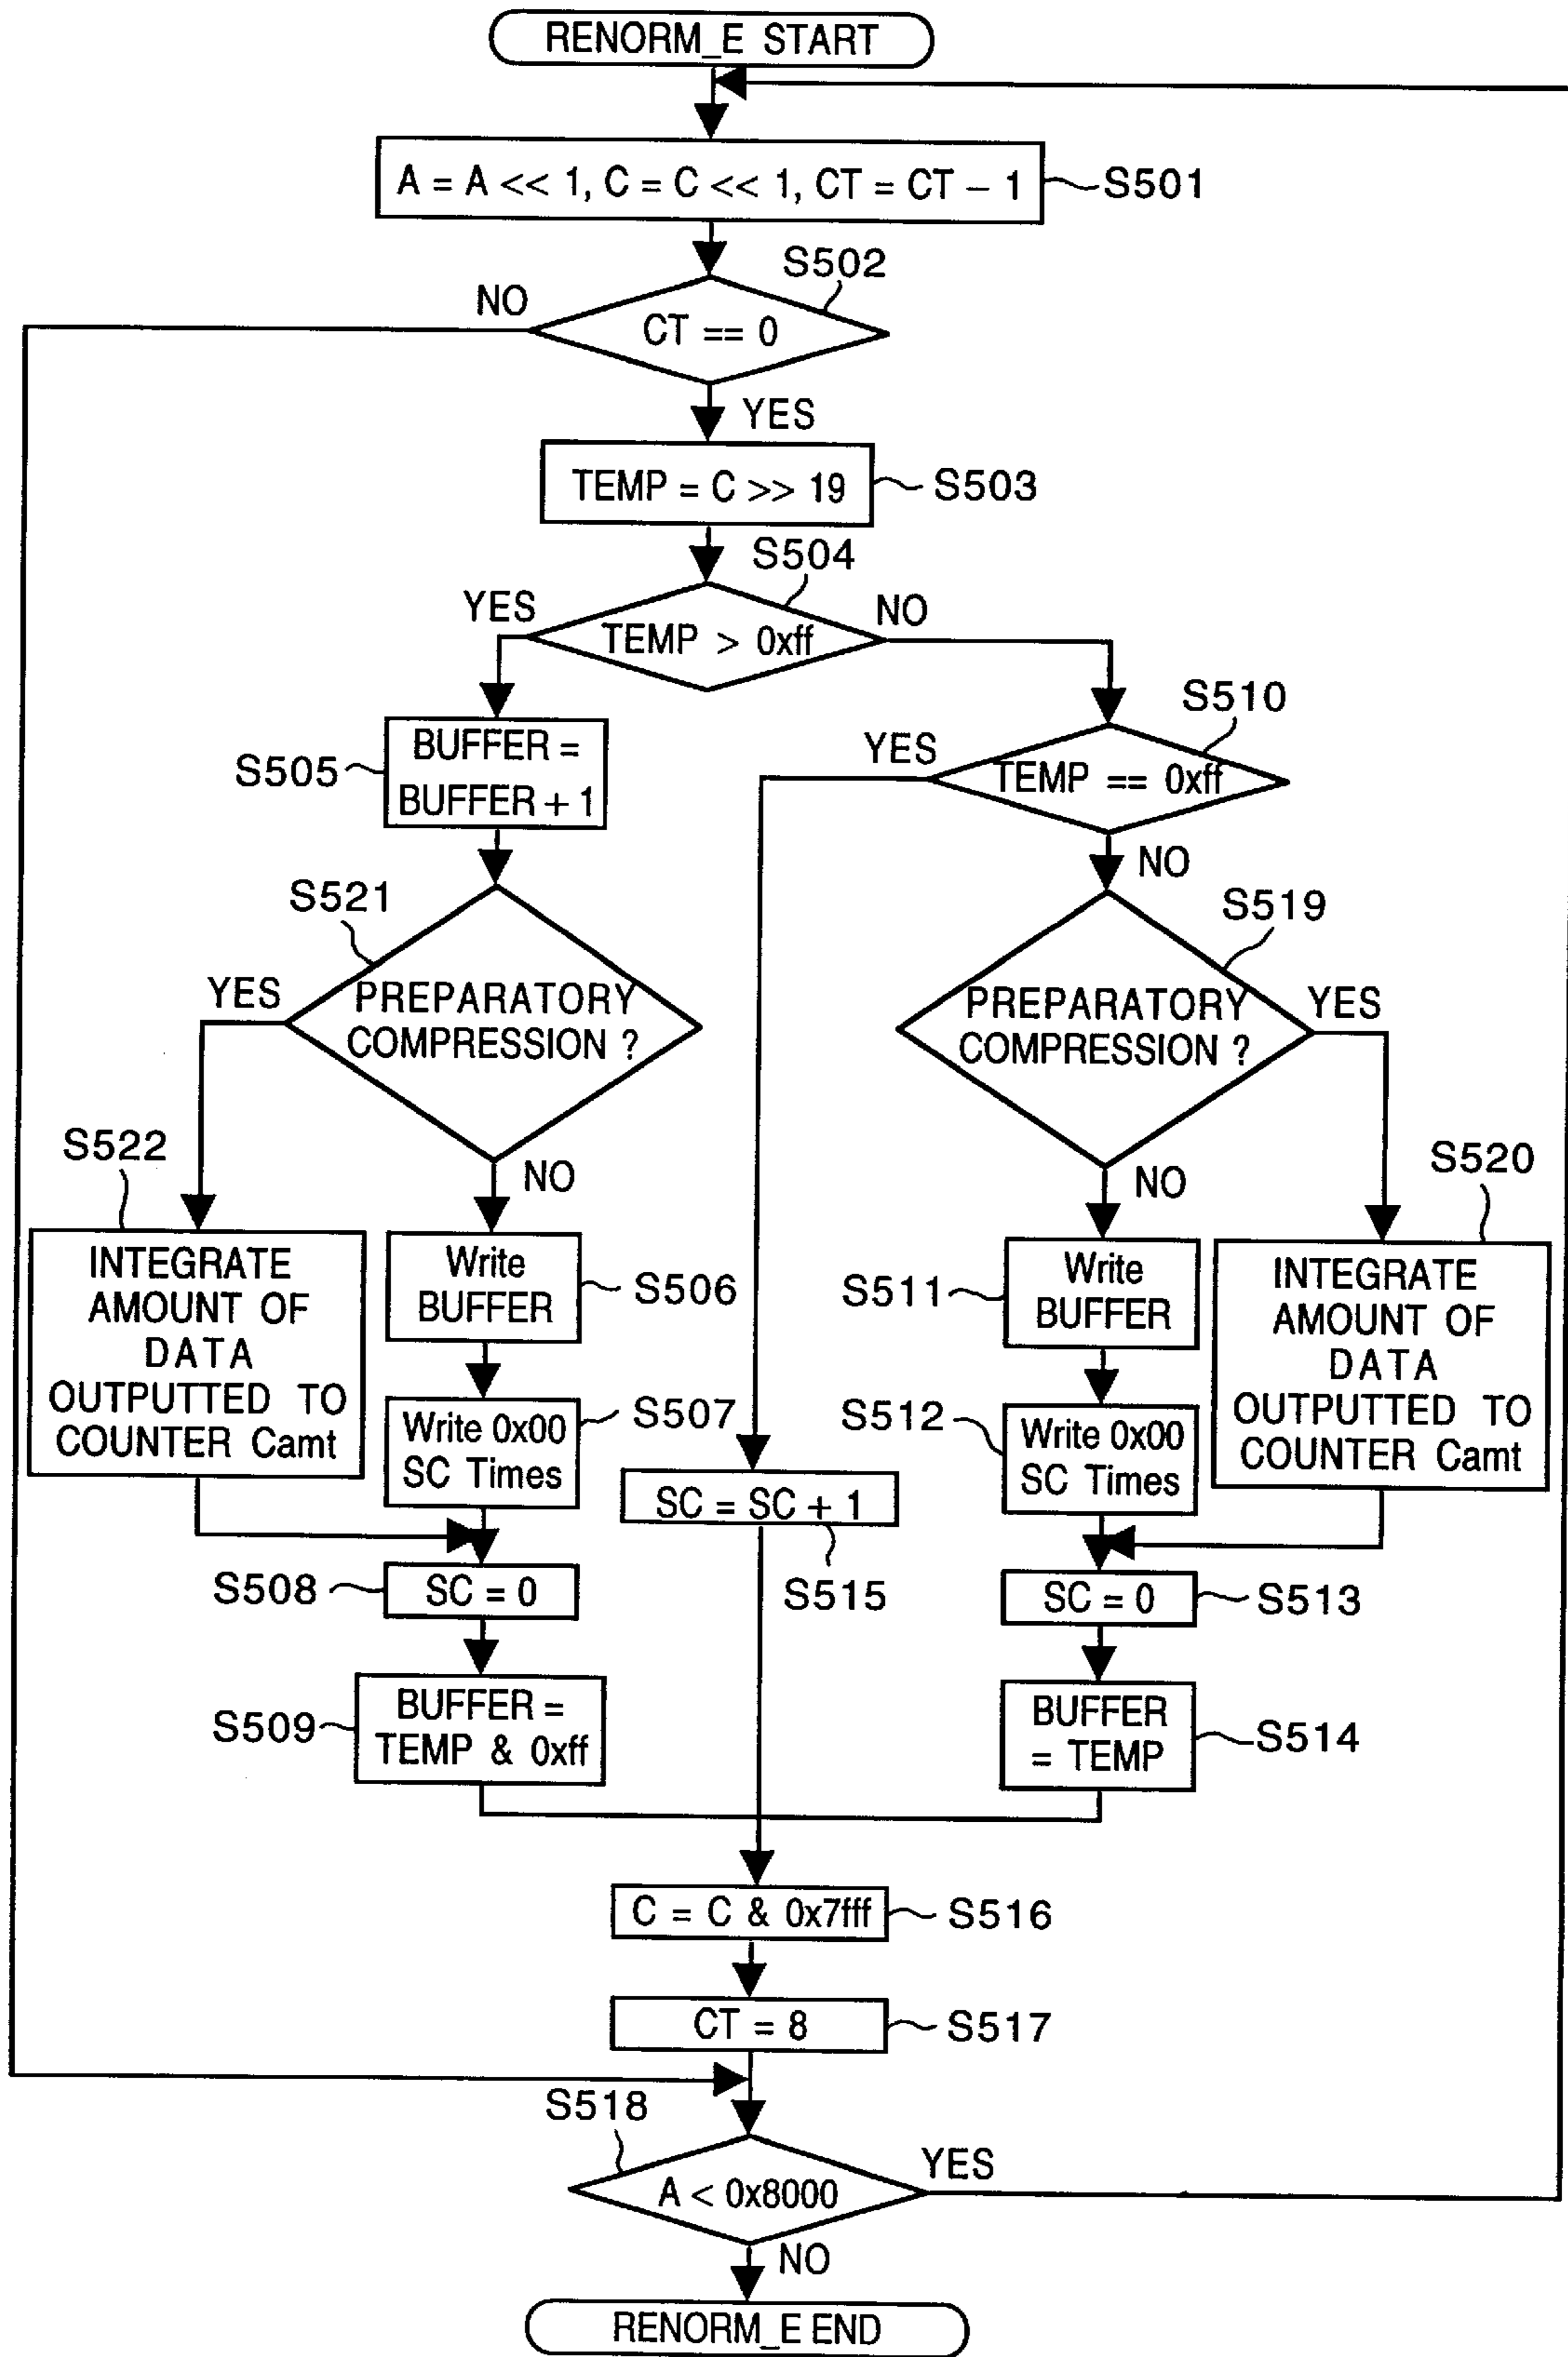 RENORM_E START
A = A << 1, C = C << 1, CT = CT – 1
S501
S502
NO
CT == 0
YES
TEMP = C >> 19
S503
S504
YES
NO
TEMP > 0xff
S510
S505
BUFFER =
BUFFER + 1
YES
TEMP == 0xff
NO
S521
S519
YES
PREPARATORY
COMPRESSION ?
PREPARATORY
COMPRESSION ?
YES
S522
NO
NO
S520
INTEGRATE
AMOUNT OF
DATA
OUTPUTTED TO
COUNTER Camt
Write
BUFFER
S506
S511
Write
BUFFER
INTEGRATE
AMOUNT OF
DATA
OUTPUTTED TO
COUNTER Camt
Write 0x00
SC Times
S507
S512
Write 0x00
SC Times
SC = SC + 1
S515
S508
SC = 0
SC = 0
S513
S509
BUFFER =
TEMP & 0xff
BUFFER
= TEMP
S514
C = C & 0x7fff
S516
CT = 8
S517
S518
A < 0x8000
YES
NO
RENORM_E END